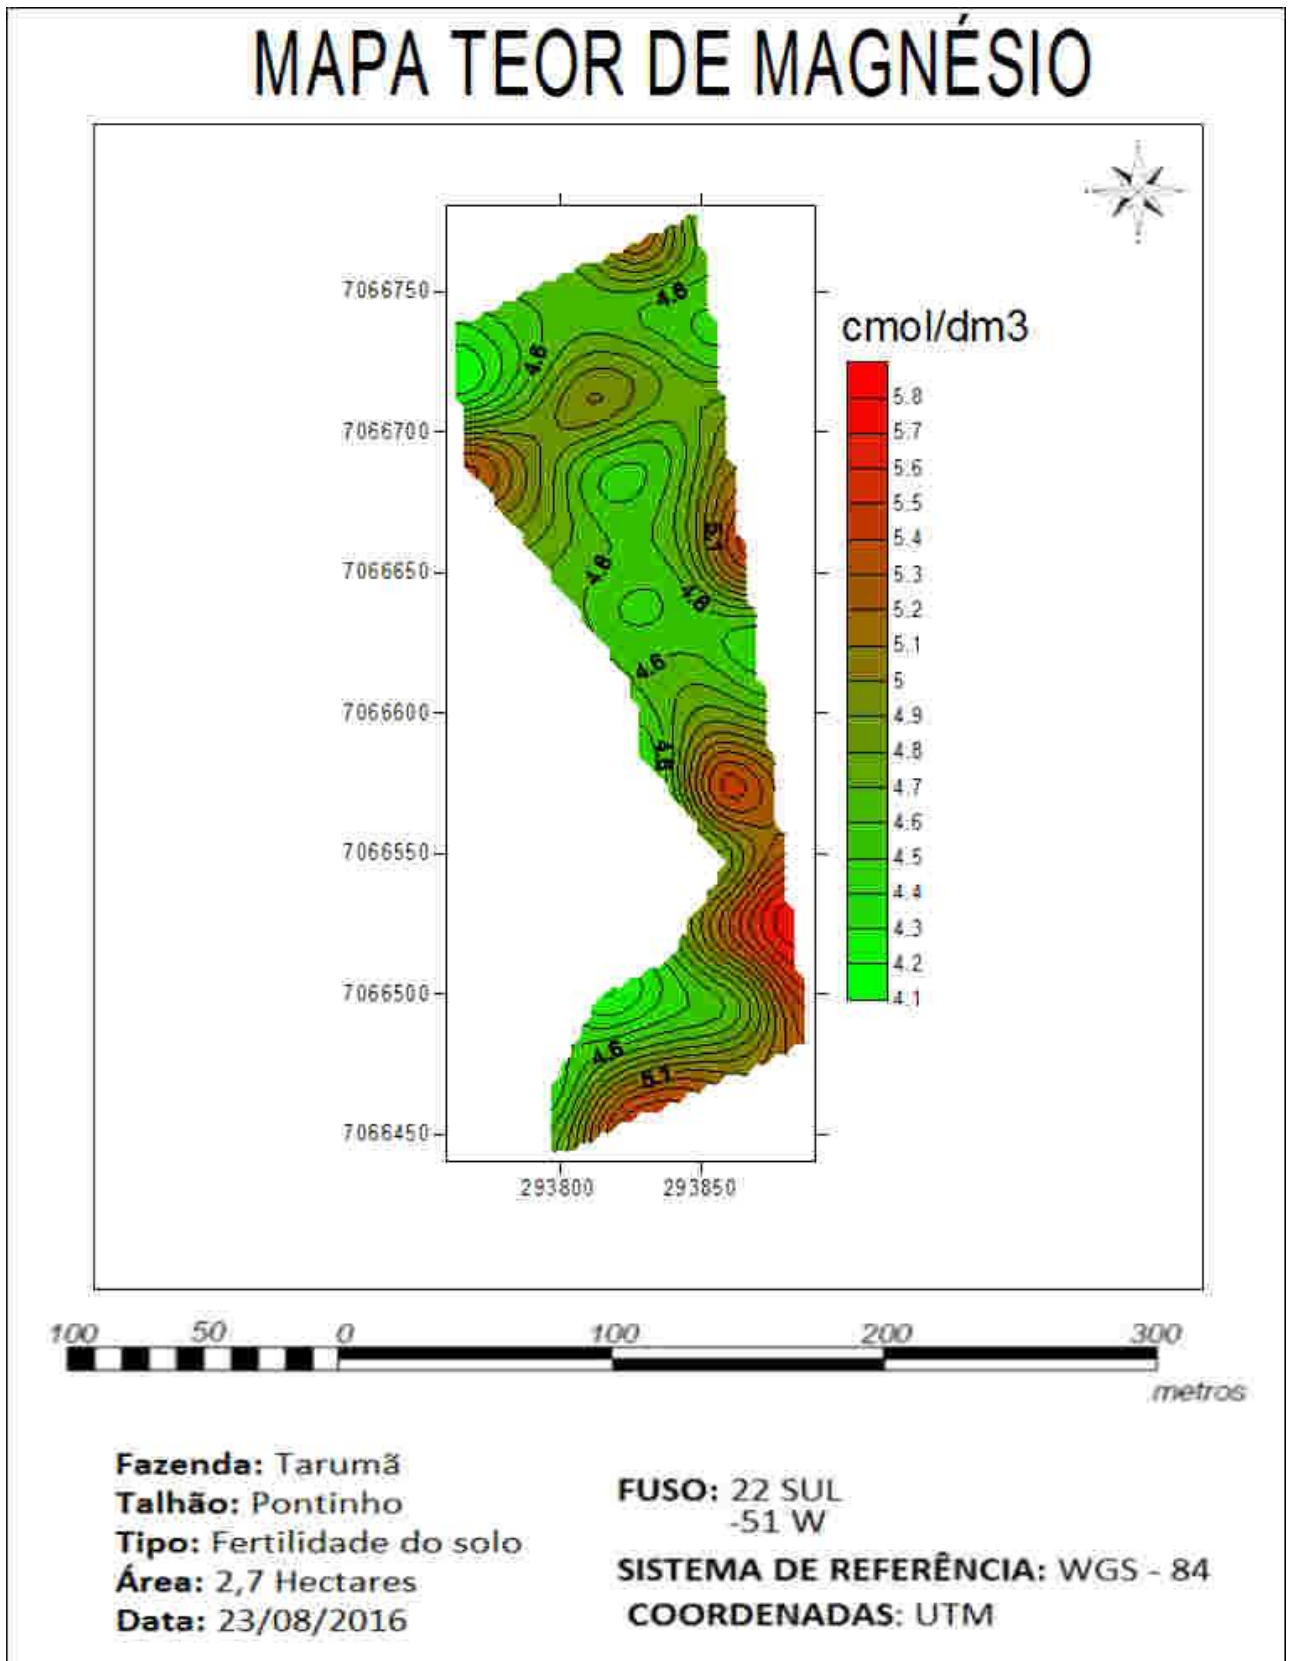 MAPA TEOR DE MAGNÉSIO
7066750
7066700
7066650
7066600
7066550
7066500
7066450
293800 293850
4.6
4.6
5.1
4.6
4.6
4.6
4.6
5.1
cmol/dm3
5.8
5.7
5.6
5.5
5.4
5.3
5.2
5.1
5
4.9
4.8
4.7
4.6
4.5
4.4
4.3
4.2
4.1
100 50 0 100 200 300
metros
Fazenda: Tarumã
Talhão: Pontinho
Tipo: Fertilidade do solo
Área: 2,7 Hectares
Data: 23/08/2016
FUSO: 22 SUL
-51 W
SISTEMA DE REFERÊNCIA: WGS - 84
COORDENADAS: UTM